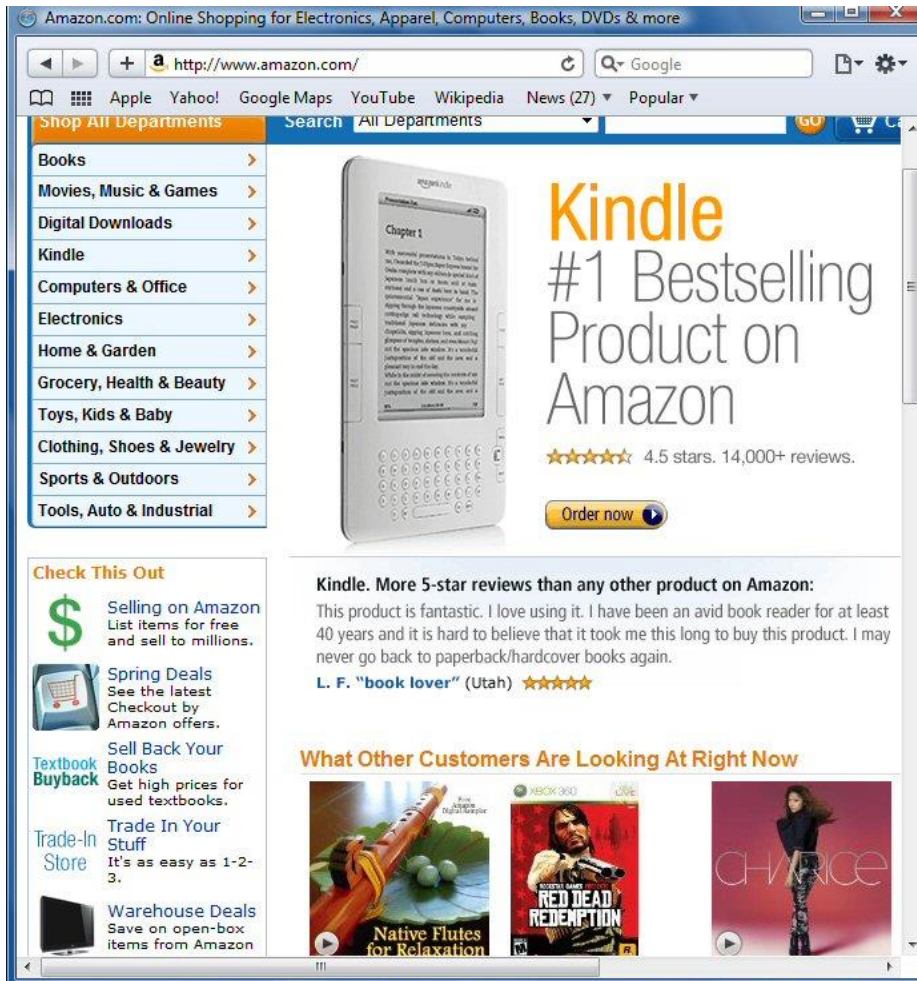 Amazon.com: Online Shopping for Electronics, Apparel, Computers, Books, DVDs & more
http://www.amazon.com/
Google
Apple Yahoo! Google Maps YouTube Wikipedia News (27) Popular
Shop All Departments
Search All Departments GO
Books
Movies, Music & Games
Digital Downloads
Kindle
Computers & Office
Electronics
Home & Garden
Grocery, Health & Beauty
Toys, Kids & Baby
Clothing, Shoes & Jewelry
Sports & Outdoors
Tools, Auto & Industrial
amazonkindle
Chapter 1
Kindle
#1 Bestselling
Product on
Amazon
4.5 stars. 14,000+ reviews.
Order now
Check This Out
$
Selling on Amazon
List items for free
and sell to millions.
Spring Deals
See the latest
Checkout by
Amazon offers.
Textbook
Buyback
Sell Back Your
Books
Get high prices for
used textbooks.
Trade-In
Store
Trade In Your
Stuff
It's as easy as 1-2-
3.
Warehouse Deals
Save on open-box
items from Amazon
Kindle. More 5-star reviews than any other product on Amazon:
This product is fantastic. I love using it. I have been an avid book reader for at least
40 years and it is hard to believe that it took me this long to buy this product. I may
never go back to paperback/hardcover books again.
L. F. "book lover" (Utah)
What Other Customers Are Looking At Right Now
Free
Amazon
Digital Sampler
Native Flutes
for Relaxation
XBOX 360 LIVE
ROCKSTAR GAMES PRESENTS
RED DEAD
REDEMPTION
M
R
CHARICE